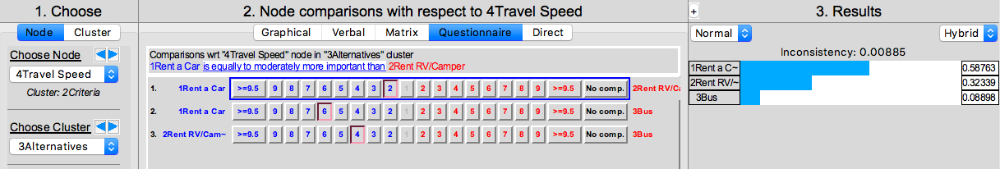 1. Choose
Node Cluster
Choose Node
4Travel Speed
Cluster: 2Criteria
Choose Cluster
3Alternatives
2. Node comparisons with respect to 4Travel Speed
Graphical Verbal Matrix Questionnaire Direct
Comparisons wrt "4Travel Speed" node in "3Alternatives" cluster
1Rent a Car is equally to moderately more important than 2Rent RV/Camper
1. 1Rent a Car >=9.5 9 8 7 6 5 4 3 2 1 2 3 4 5 6 7 8 9 >=9.5 No comp. 2Rent RV/Ca
2. 1Rent a Car >=9.5 9 8 7 6 5 4 3 2 1 2 3 4 5 6 7 8 9 >=9.5 No comp. 3Bus
3. 2Rent RV/Cam~ >=9.5 9 8 7 6 5 4 3 2 1 2 3 4 5 6 7 8 9 >=9.5 No comp. 3Bus
+ 3. Results
Normal Hybrid
Inconsistency: 0.00885
1Rent a C~ 0.58763
2Rent RV/~ 0.32339
3Bus 0.08898